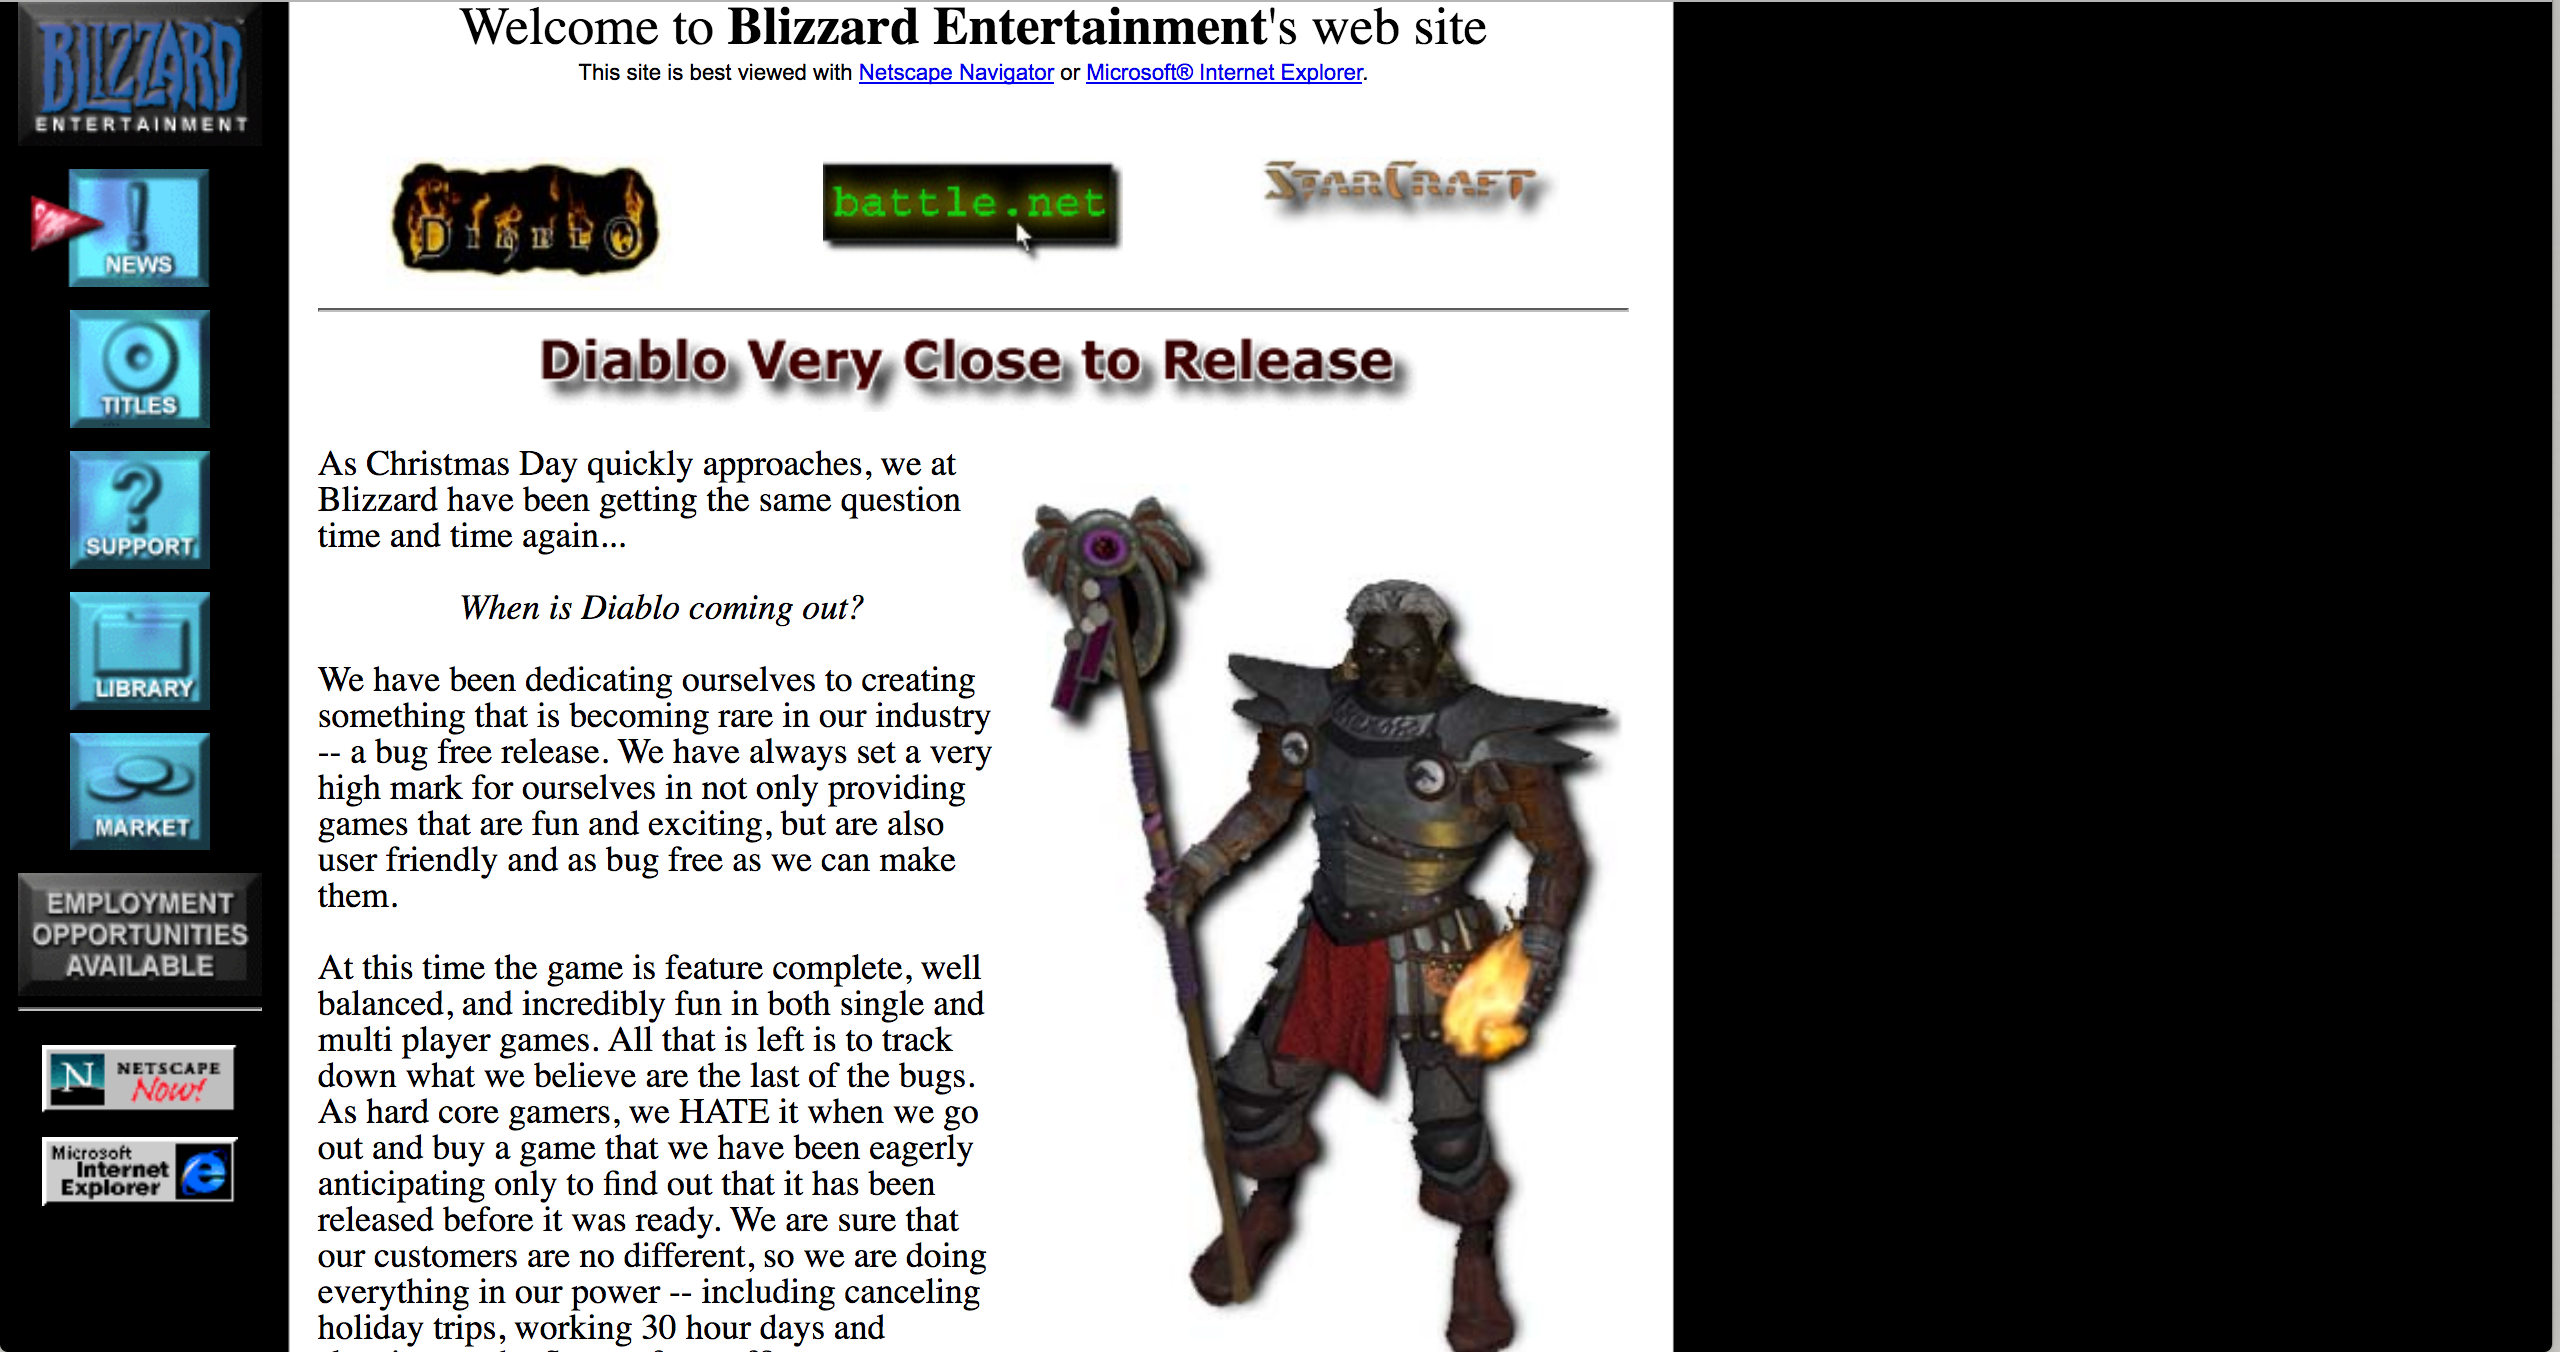 BLIZZARD
ENTERTAINMENT
NEWS
TITLES
SUPPORT
LIBRARY
MARKET
EMPLOYMENT
OPPORTUNITIES
AVAILABLE
N NETSCAPE
Now!
Microsoft
Internet
Explorer
Welcome to Blizzard Entertainment's web site
This site is best viewed with Netscape Navigator or Microsoft® Internet Explorer.
DIABLO
battle.net
STARCRAFT
Diablo Very Close to Release
As Christmas Day quickly approaches, we at
Blizzard have been getting the same question
time and time again...
When is Diablo coming out?
We have been dedicating ourselves to creating
something that is becoming rare in our industry
-- a bug free release. We have always set a very
high mark for ourselves in not only providing
games that are fun and exciting, but are also
user friendly and as bug free as we can make
them.
At this time the game is feature complete, well
balanced, and incredibly fun in both single and
multi player games. All that is left is to track
down what we believe are the last of the bugs.
As hard core gamers, we HATE it when we go
out and buy a game that we have been eagerly
anticipating only to find out that it has been
released before it was ready. We are sure that
our customers are no different, so we are doing
everything in our power -- including canceling
holiday trips, working 30 hour days and